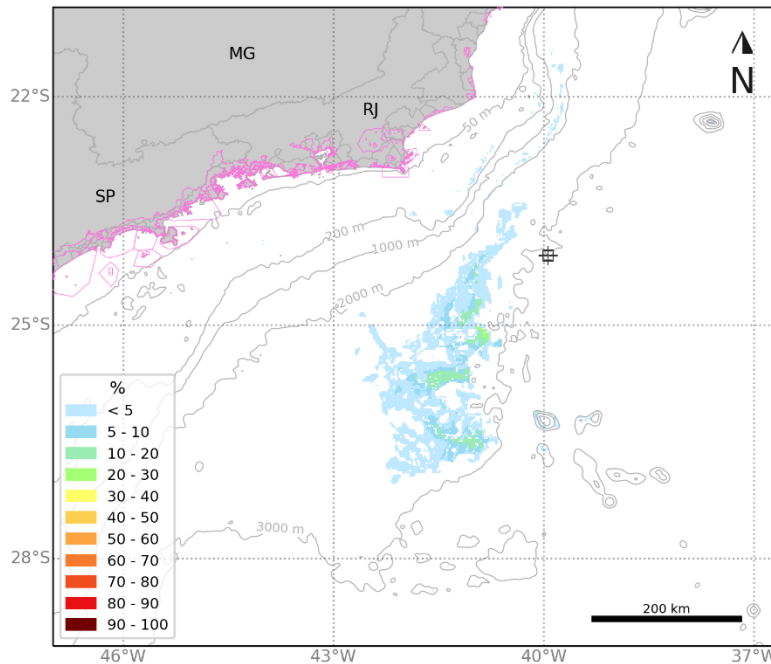 MG
N
22°S
RJ
50 m
SP
200 m
1000 m
2000 m
25°S
%
< 5
5 - 10
10 - 20
20 - 30
30 - 40
40 - 50
50 - 60
60 - 70
70 - 80
80 - 90
90 - 100
3000 m
28°S
200 km
46°W
43°W
40°W
37°W